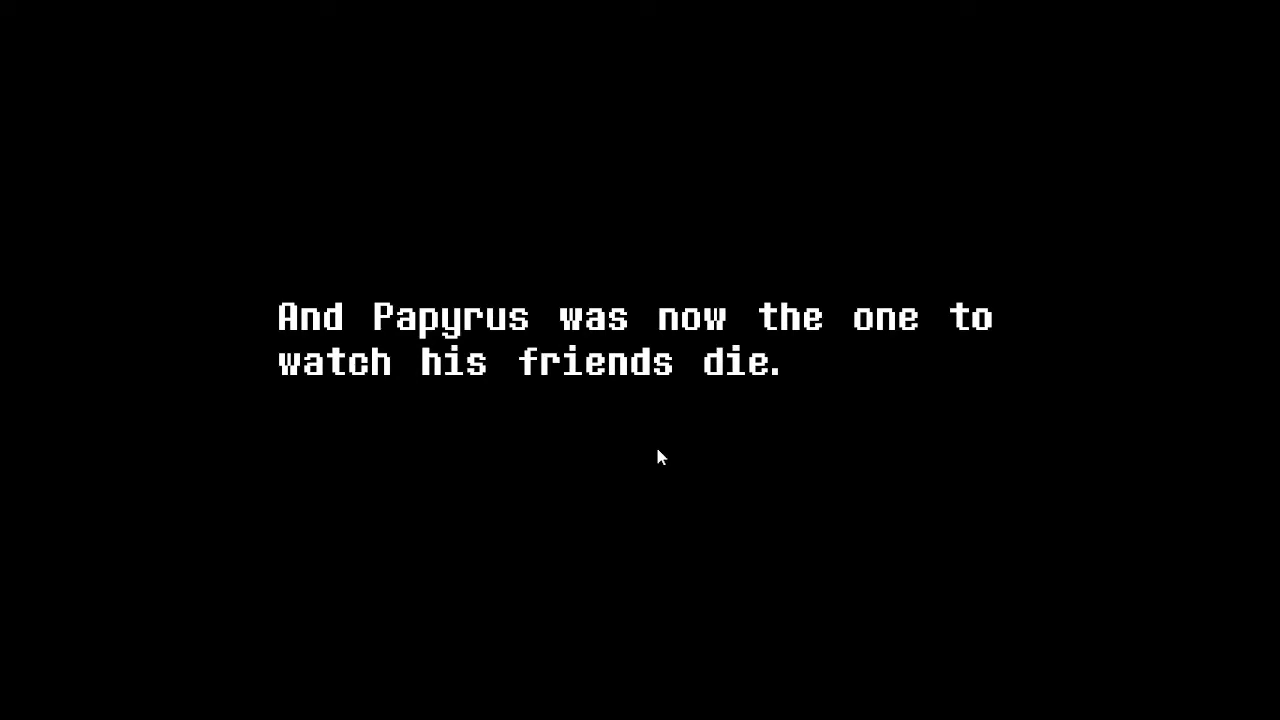 And Papyrus was now the one to
watch his friends die.